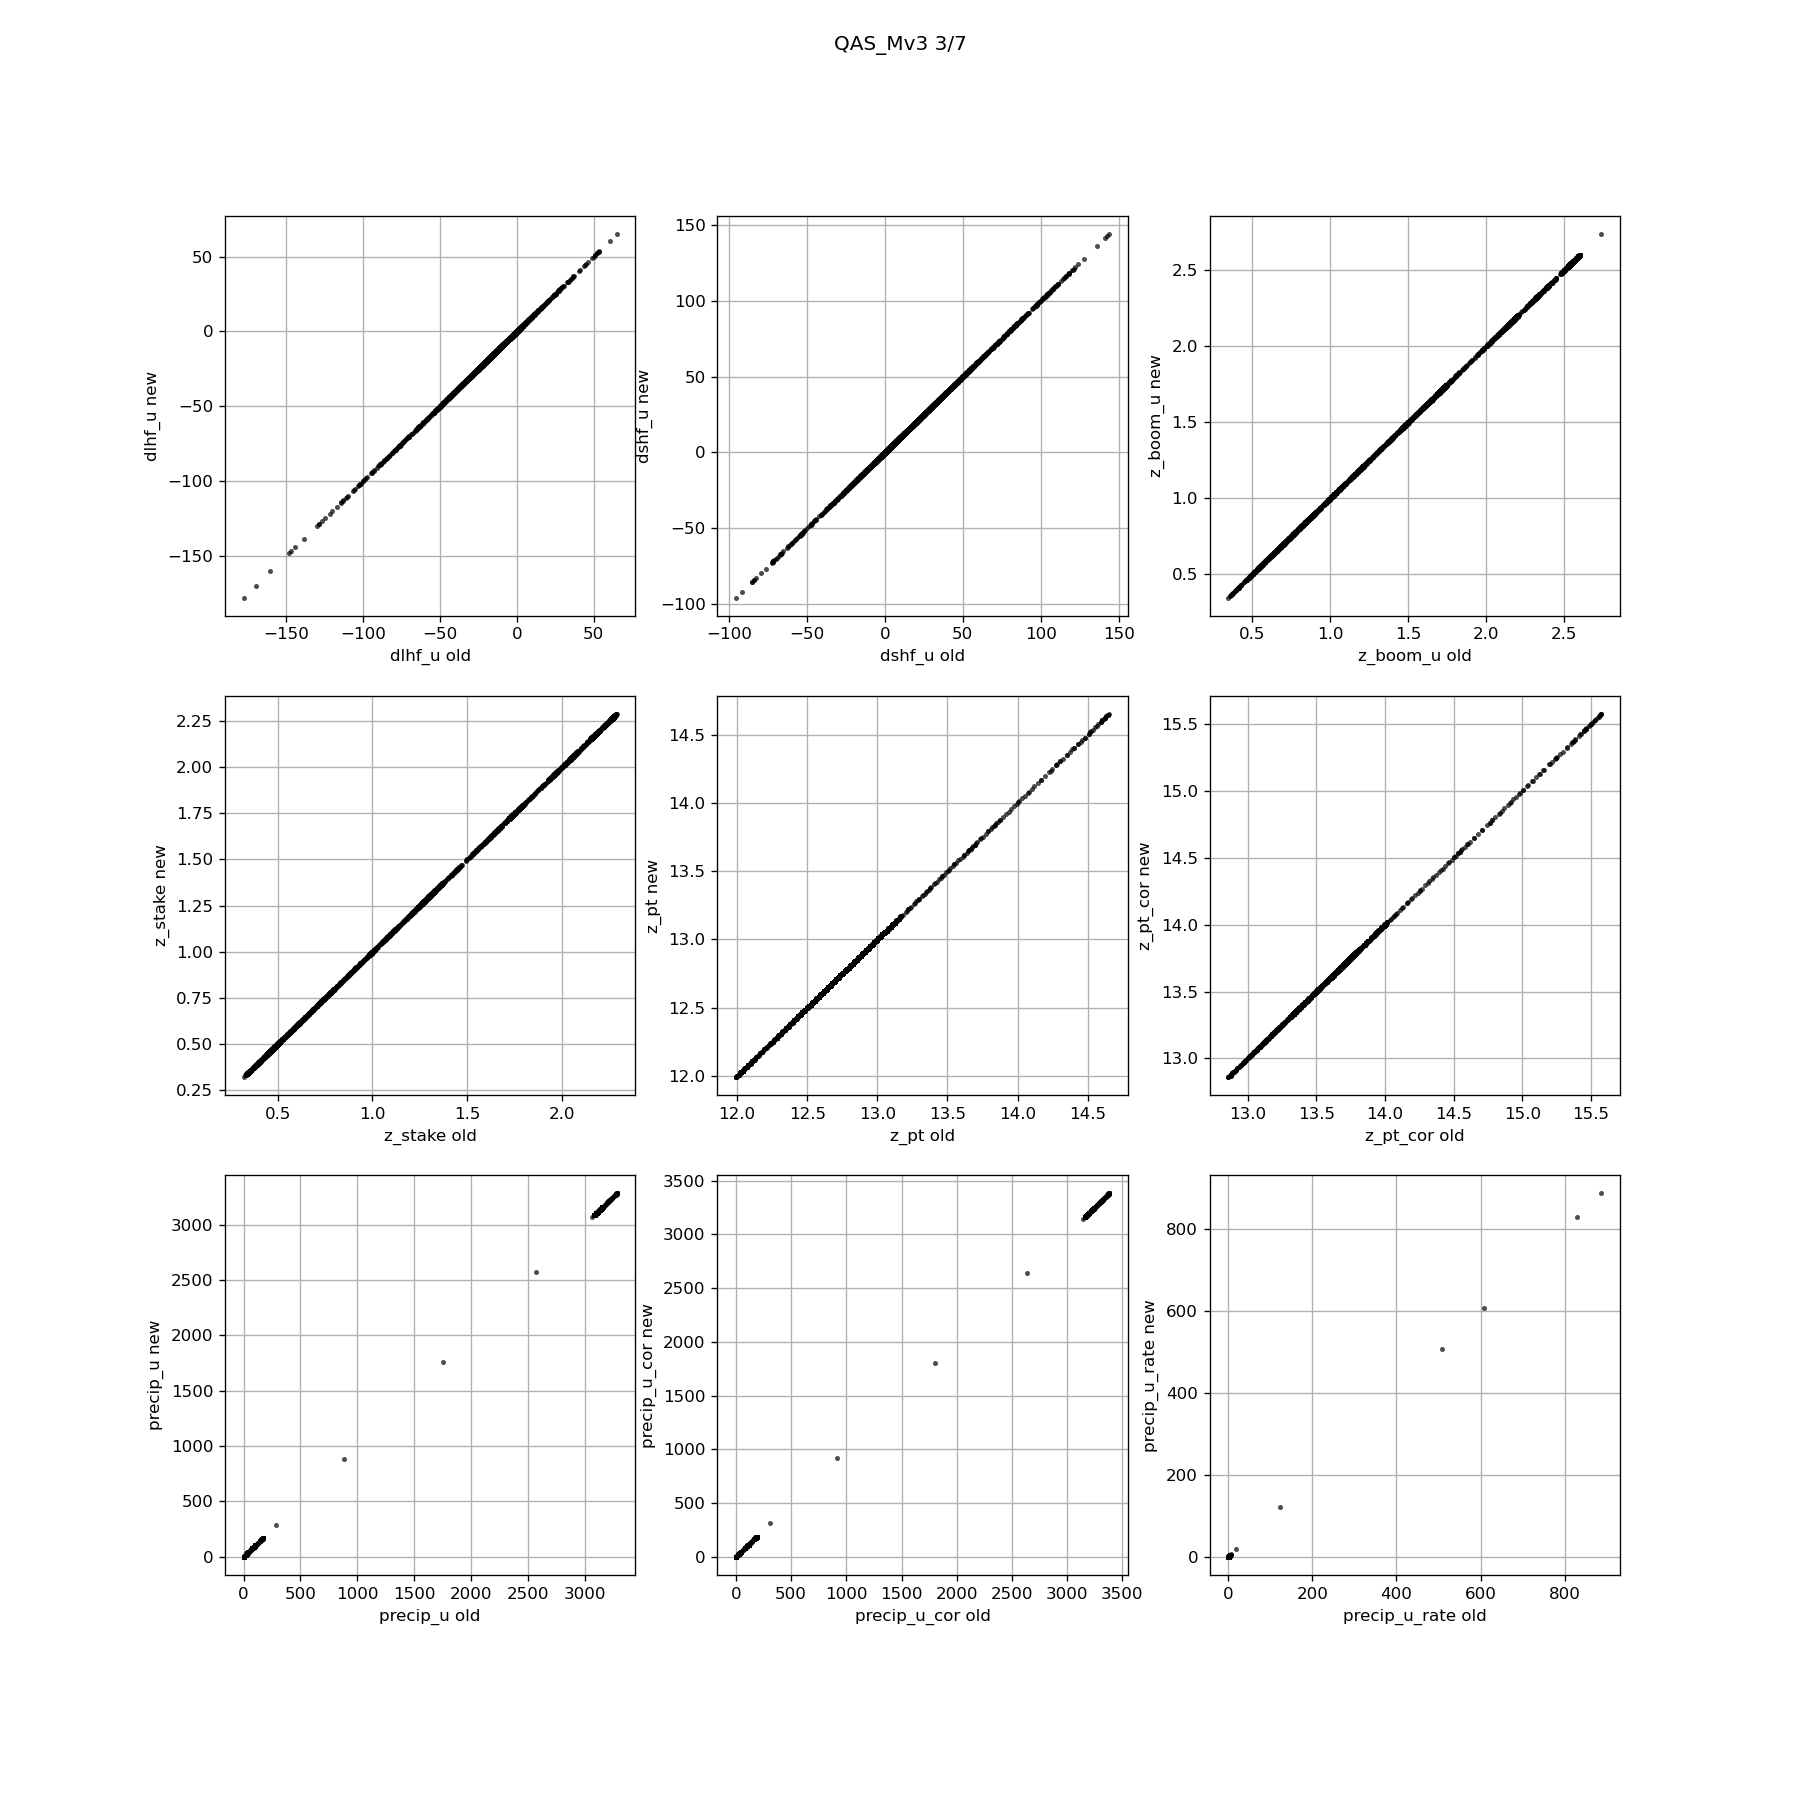 QAS_Mv3 3/7
50
0
−50
−100
−150
dlhf_u new
−150 −100 −50 0 50
dlhf_u old
150
100
50
0
−50
−100
dshf_u new
−100 −50 0 50 100 150
dshf_u old
2.5
2.0
1.5
1.0
0.5
z_boom_u new
0.5 1.0 1.5 2.0 2.5
z_boom_u old
2.25
2.00
1.75
1.50
1.25
1.00
0.75
0.50
0.25
z_stake new
0.5 1.0 1.5 2.0
z_stake old
14.5
14.0
13.5
13.0
12.5
12.0
z_pt new
12.0 12.5 13.0 13.5 14.0 14.5
z_pt old
15.5
15.0
14.5
14.0
13.5
13.0
z_pt_cor new
13.0 13.5 14.0 14.5 15.0 15.5
z_pt_cor old
3000
2500
2000
1500
1000
500
0
precip_u new
0 500 1000 1500 2000 2500 3000
precip_u old
3500
3000
2500
2000
1500
1000
500
0
precip_u_cor new
0 500 1000 1500 2000 2500 3000 3500
precip_u_cor old
800
600
400
200
0
precip_u_rate new
0 200 400 600 800
precip_u_rate old